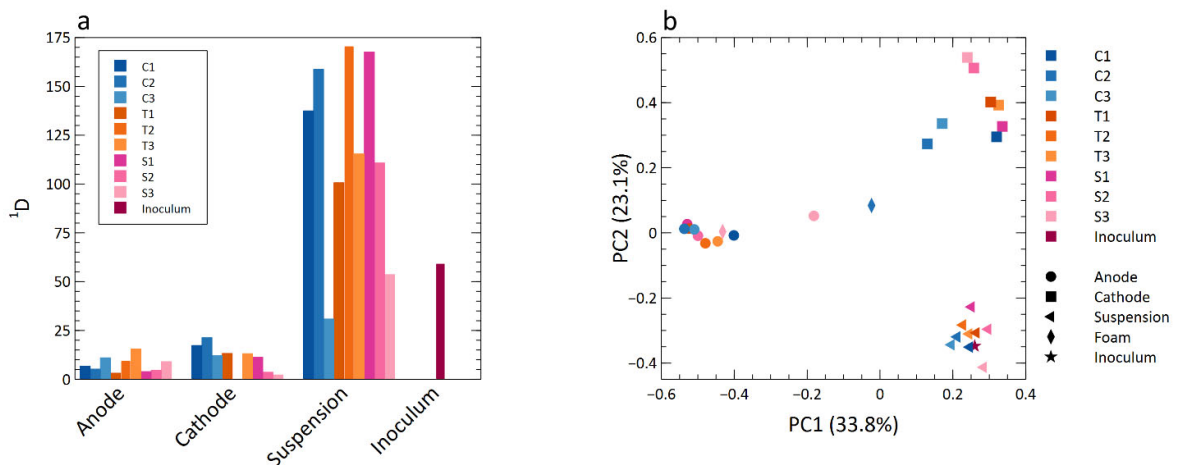 a
175
150
125
100
75
50
25
0
¹D
C1
C2
C3
T1
T2
T3
S1
S2
S3
Inoculum
Anode
Cathode
Suspension
Inoculum
b
0.6
0.4
0.2
0
−0.2
−0.4
PC2 (23.1%)
−0.6
−0.4
−0.2
0
0.2
0.4
PC1 (33.8%)
C1
C2
C3
T1
T2
T3
S1
S2
S3
Inoculum
Anode
Cathode
Suspension
Foam
Inoculum